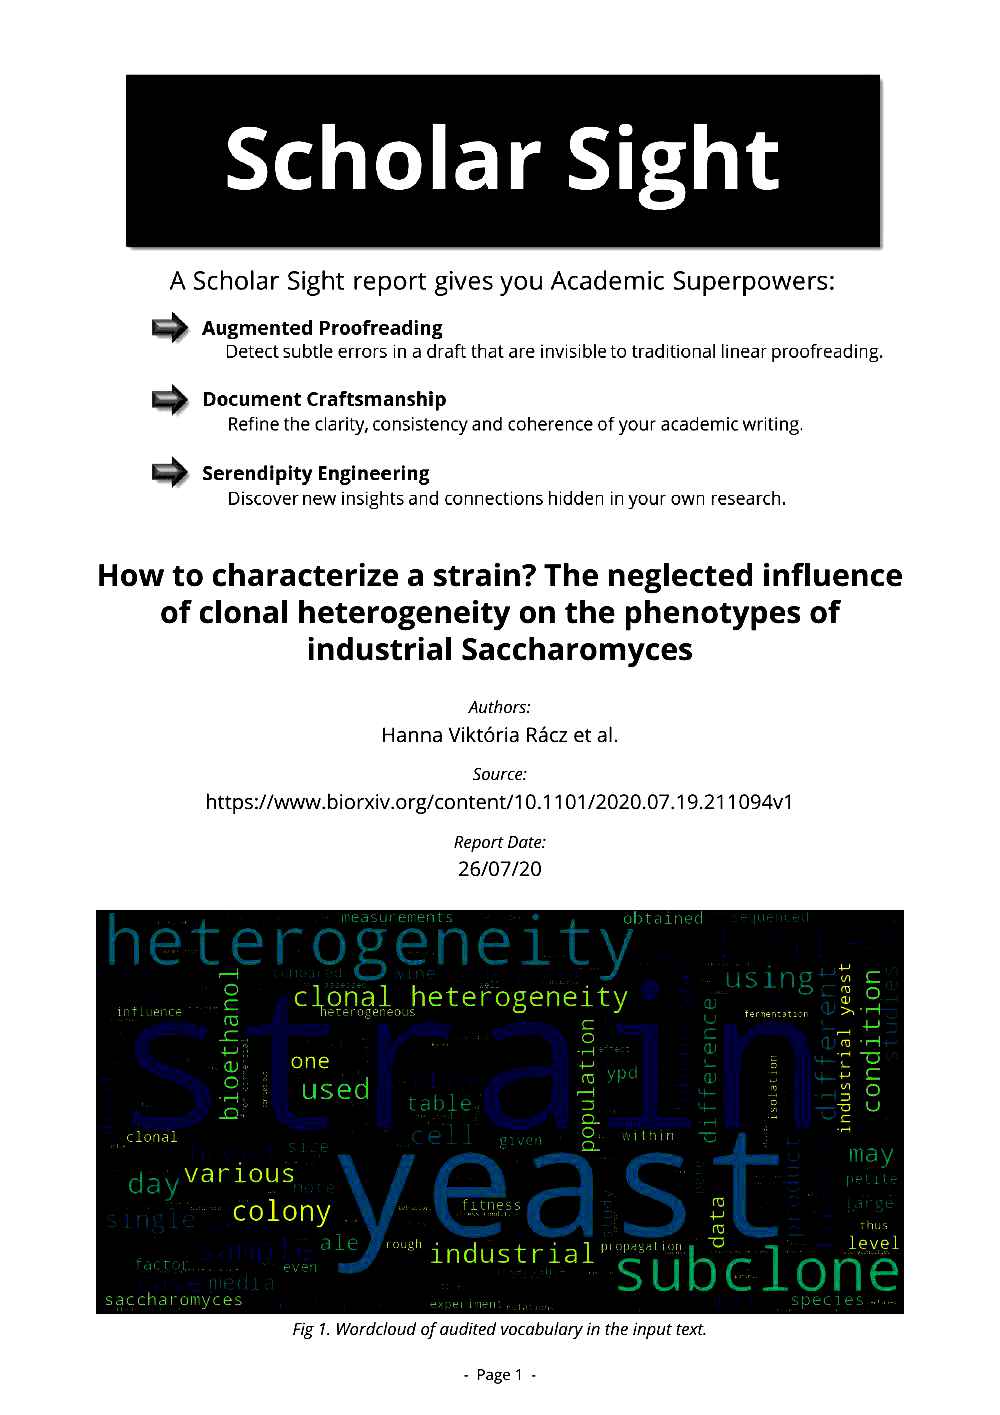 Scholar Sight
A Scholar Sight report gives you Academic Superpowers:
Augmented Proofreading
Detect subtle errors in a draft that are invisible to traditional linear proofreading.
Document Craftsmanship
Refine the clarity, consistency and coherence of your academic writing.
Serendipity Engineering
Discover new insights and connections hidden in your own research.
How to characterize a strain? The neglected influence
of clonal heterogeneity on the phenotypes of
industrial Saccharomyces
Authors:
Hanna Viktória Rácz et al.
Source:
https://www.biorxiv.org/content/10.1101/2020.07.19.211094v1
Report Date:
26/07/20
measurements
obtained
sequenced
heterogeneity
wine
using
clonal heterogeneity
influence
heterogeneous
fermentation
bioethanol
strain
population
difference
different
industrial yeast
condition
studies
one
used
ypd
isolation
table
cell
given
within
clonal
size
more
may
day
various
yeast
product
petite
single
colony
fitness
large
thus
data
level
ale
rough
industrial
propagation
factor
even
media
subclone
saccharomyces
experiment
species
Fig 1. Wordcloud of audited vocabulary in the input text.
- Page 1 -